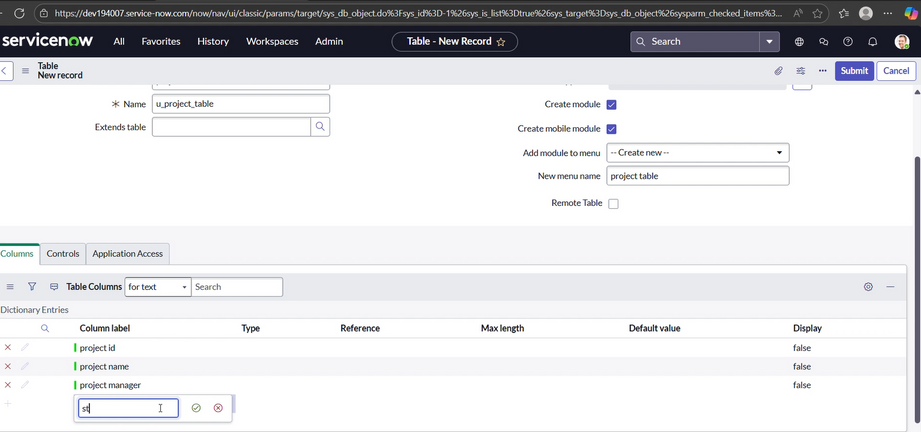 https://dev194007.service-now.com/now/nav/ui/classic/params/target/sys_db_object.do%3Fsys_id%3D-1%26sys_is_list%3Dtrue%26sys_target%3Dsys_db_object%26sysparm_checked_items%3...
servicenow All Favorites History Workspaces Admin Table - New Record Search
Table
New record
Submit Cancel
Name u_project_table
Create module
Extends table
Create mobile module
Add module to menu -- Create new --
New menu name project table
Remote Table
Columns Controls Application Access
Table Columns for text Search
Dictionary Entries
Column label Type Reference Max length Default value Display
project id false
project name false
project manager false
st